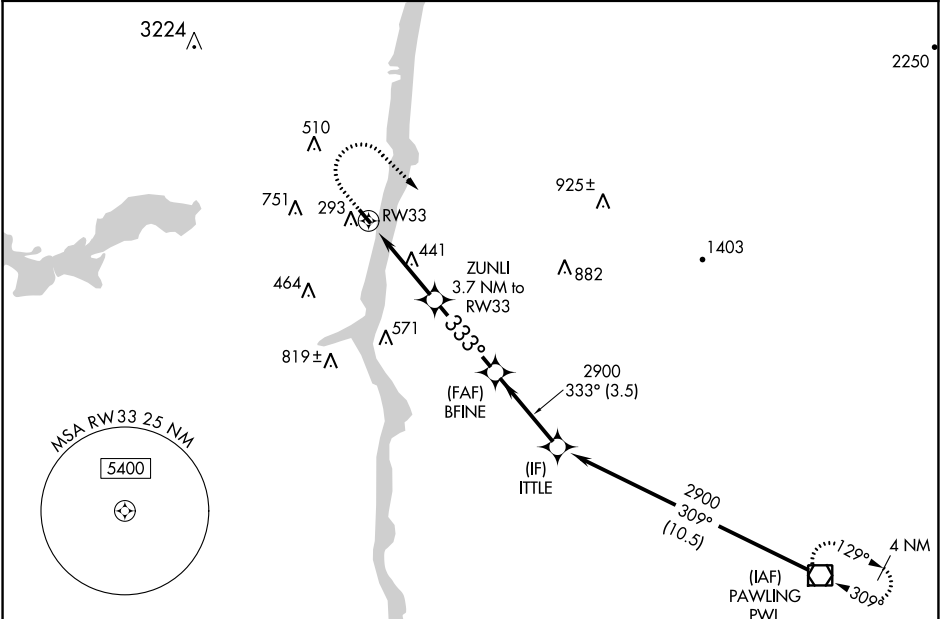 3224
2250
510
925±
751
293
RW33
1403
441
ZUNLI
3.7 NM to
RW33
882
464
571
333°
819±
2900
333° (3.5)
(FAF)
BFINE
MSA RW33 25 NM
5400
(IF)
ITTLE
2900
309°
(10.5)
129°
4 NM
309°
(IAF)
PAWLING
PWL